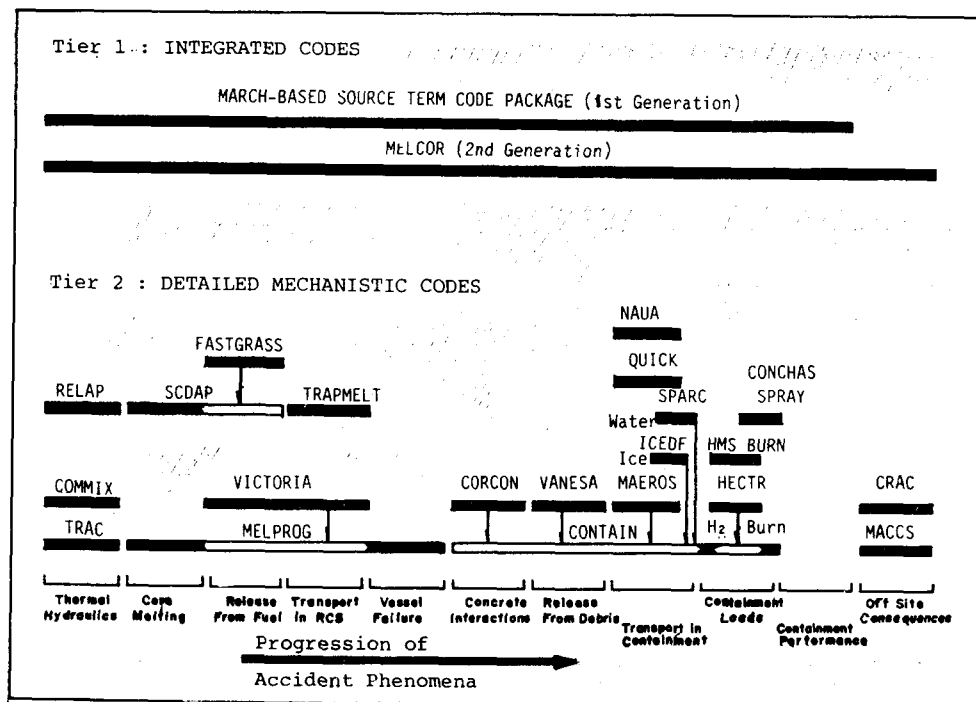 Tier 1 : INTEGRATED CODES
MARCH-BASED SOURCE TERM CODE PACKAGE (1st Generation)
MELCOR (2nd Generation)
Tier 2 : DETAILED MECHANISTIC CODES
NAUA
FASTGRASS
QUICK
CONCHAS
SPRAY
RELAP
SCDAP
TRAPMELT
SPARC
Water
ICEDF
Ice
HMS BURN
COMMIX
VICTORIA
CORCON
VANESA
MAEROS
HECTR
CRAC
TRAC
MELPROG
CONTAIN
H2 Burn
MACCS
Thermal
Hydraulics
Core
Melting
Release
From Fuel
Transport
in RCS
Vessel
Failure
Concrete
Interactions
Release
From Debris
Transport in
Containment
Containment
Loads
Containment
Performance
Off Site
Consequences
Progression of
Accident Phenomena